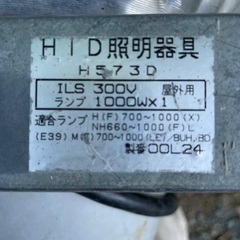 HID照明器具
H573D
ILS 300V 屋外用
ランプ 1000W×1
適合ランプ H(F)700~1000(X)
NH660~1000(F)L
(E39) M 700~1000(LE)/BUH,BD
製番 00L24